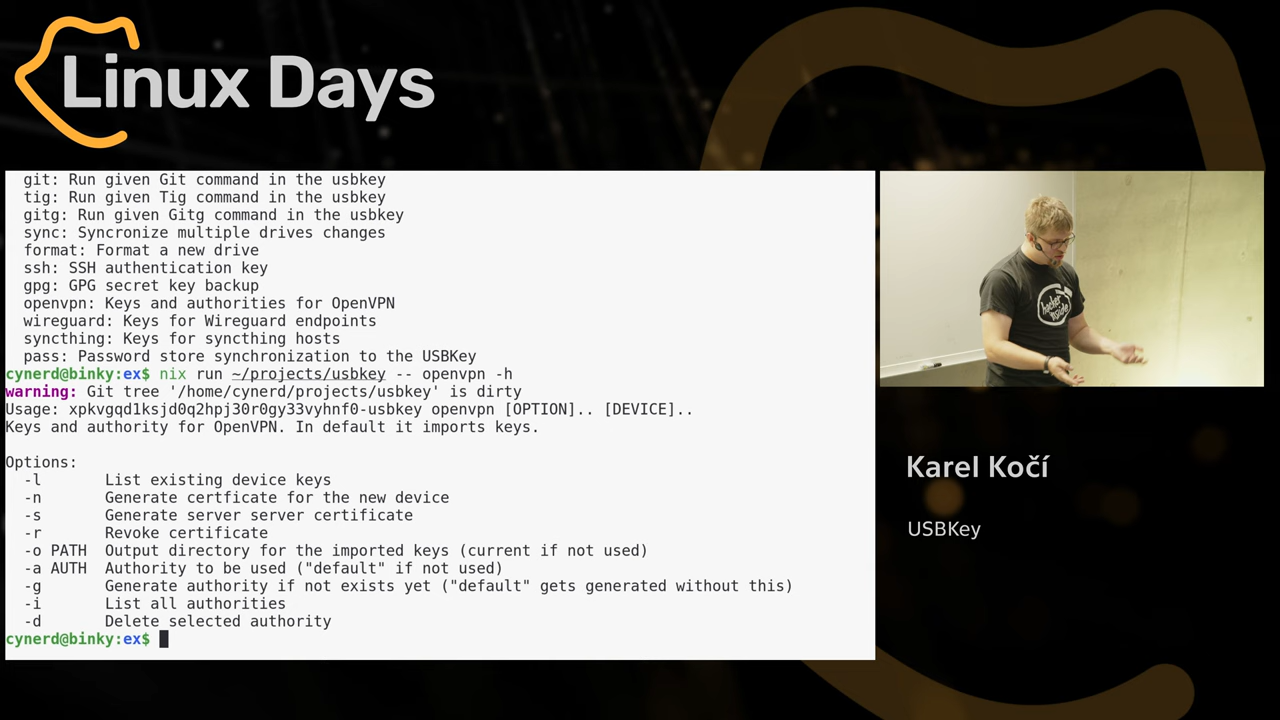 Linux Days
git: Run given Git command in the usbkey
tig: Run given Tig command in the usbkey
gitg: Run given Gitg command in the usbkey
sync: Syncronize multiple drives changes
format: Format a new drive
ssh: SSH authentication key
gpg: GPG secret key backup
openvpn: Keys and authorities for OpenVPN
wireguard: Keys for Wireguard endpoints
syncthing: Keys for syncthing hosts
pass: Password store synchronization to the USBKey
cynerd@binky:ex$ nix run ~/projects/usbkey -- openvpn -h
warning: Git tree '/home/cynerd/projects/usbkey' is dirty
Usage: xpkvgqd1ksjd0q2hpj30r0gy33vyhnf0-usbkey openvpn [OPTION].. [DEVICE]..
Keys and authority for OpenVPN. In default it imports keys.
Options:
-l List existing device keys
-n Generate certficate for the new device
-s Generate server server certificate
-r Revoke certificate
-o PATH Output directory for the imported keys (current if not used)
-a AUTH Authority to be used ("default" if not used)
-g Generate authority if not exists yet ("default" gets generated without this)
-i List all authorities
-d Delete selected authority
cynerd@binky:ex$
hacker
inside
Karel Kočí
USBKey